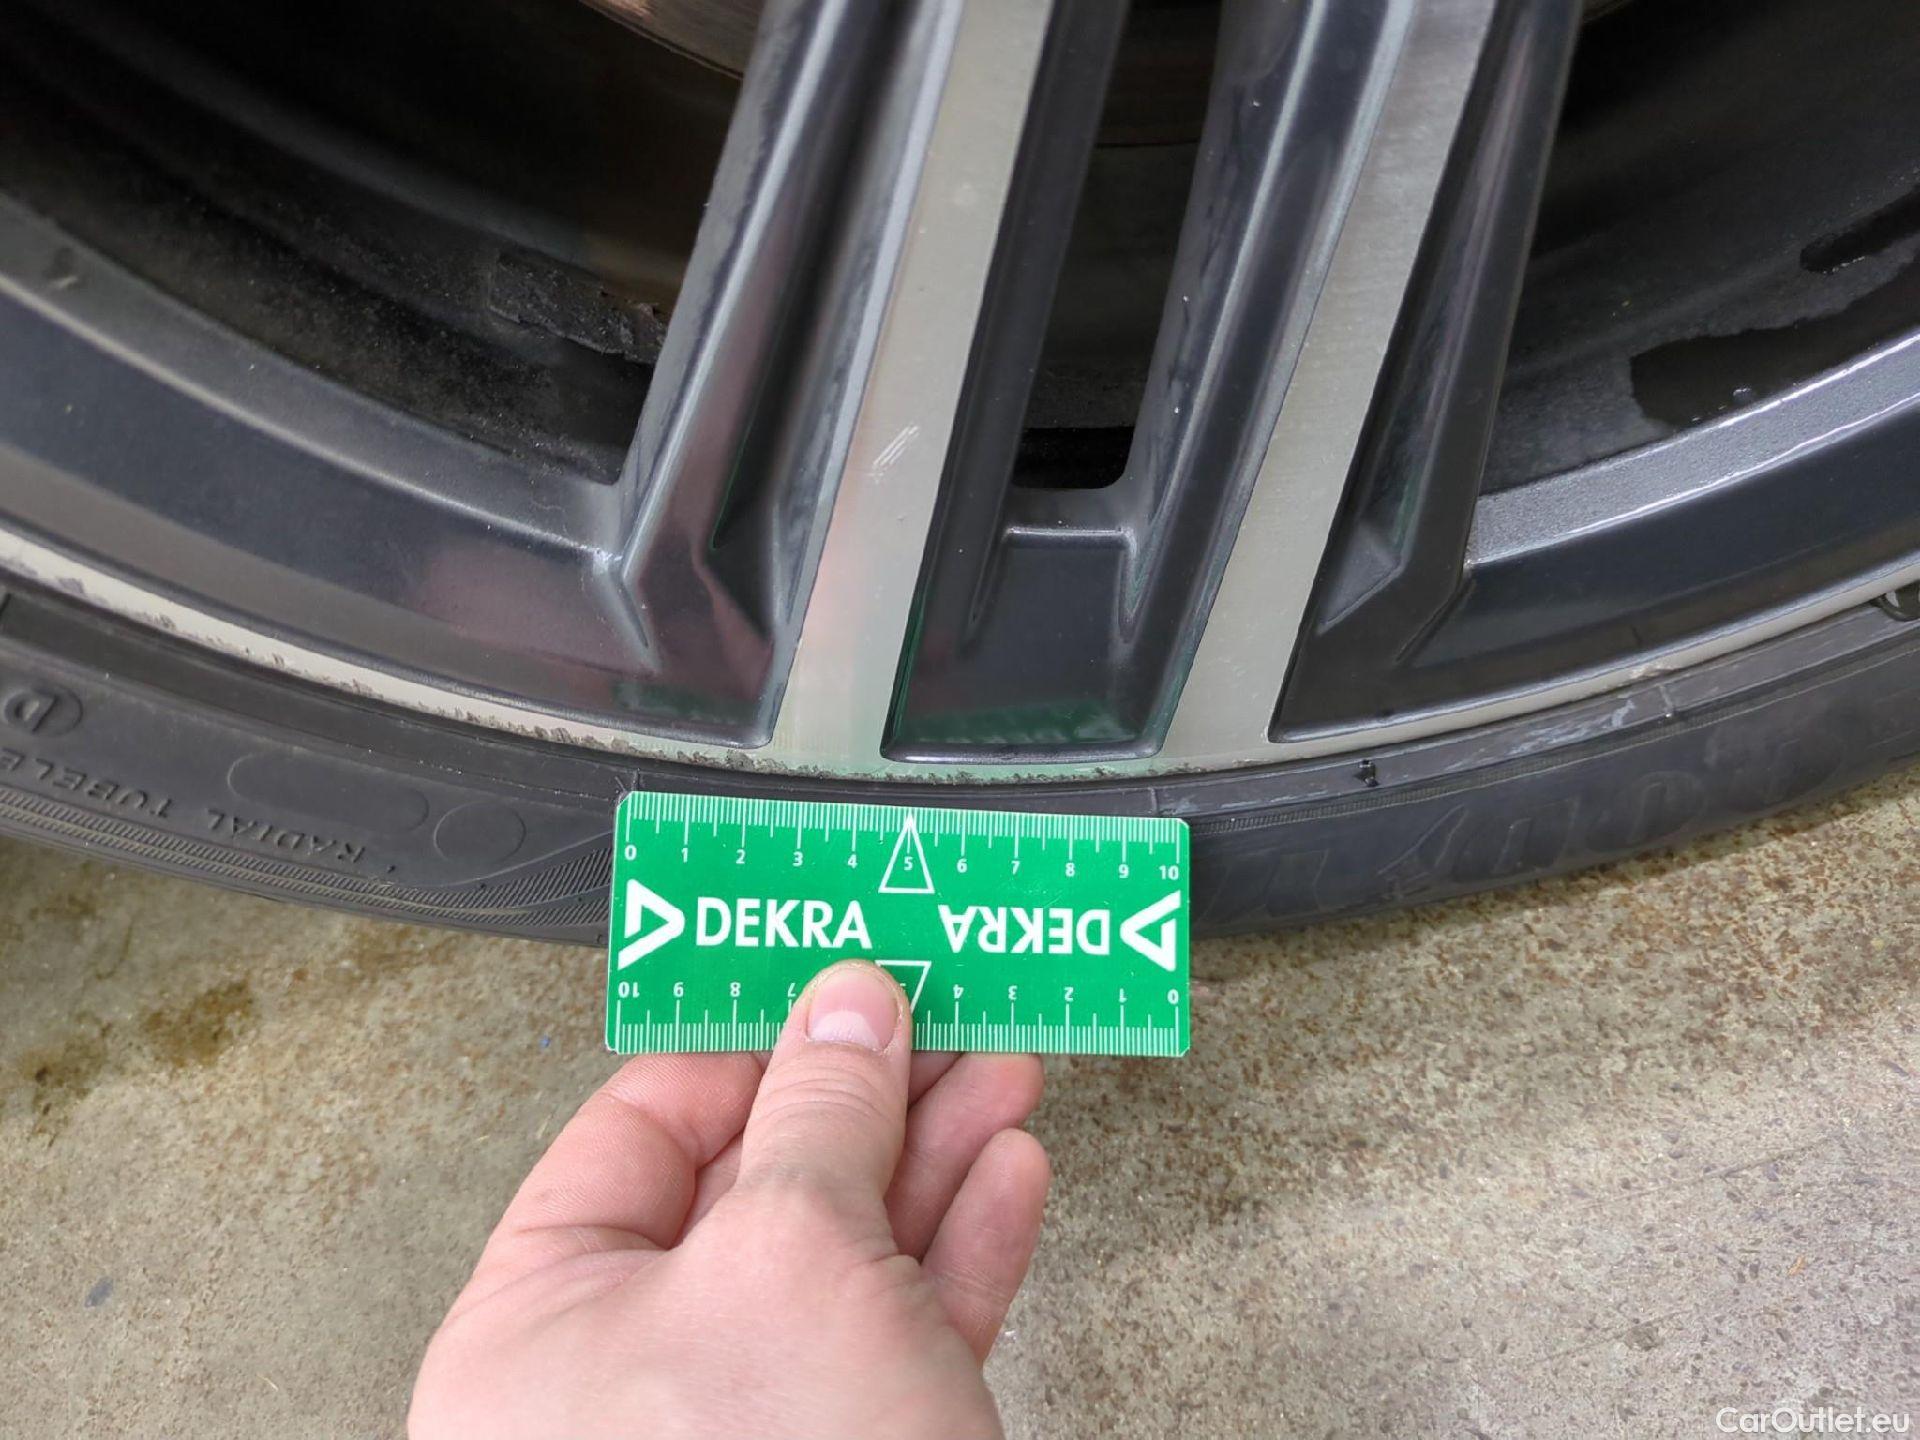 RADIAL TUBELE
D
0 1 2 3 4 5 6 7 8 9 10
DEKRA DEKRA
10 9 8 7 4 3 2 1 0
CarOutlet.eu